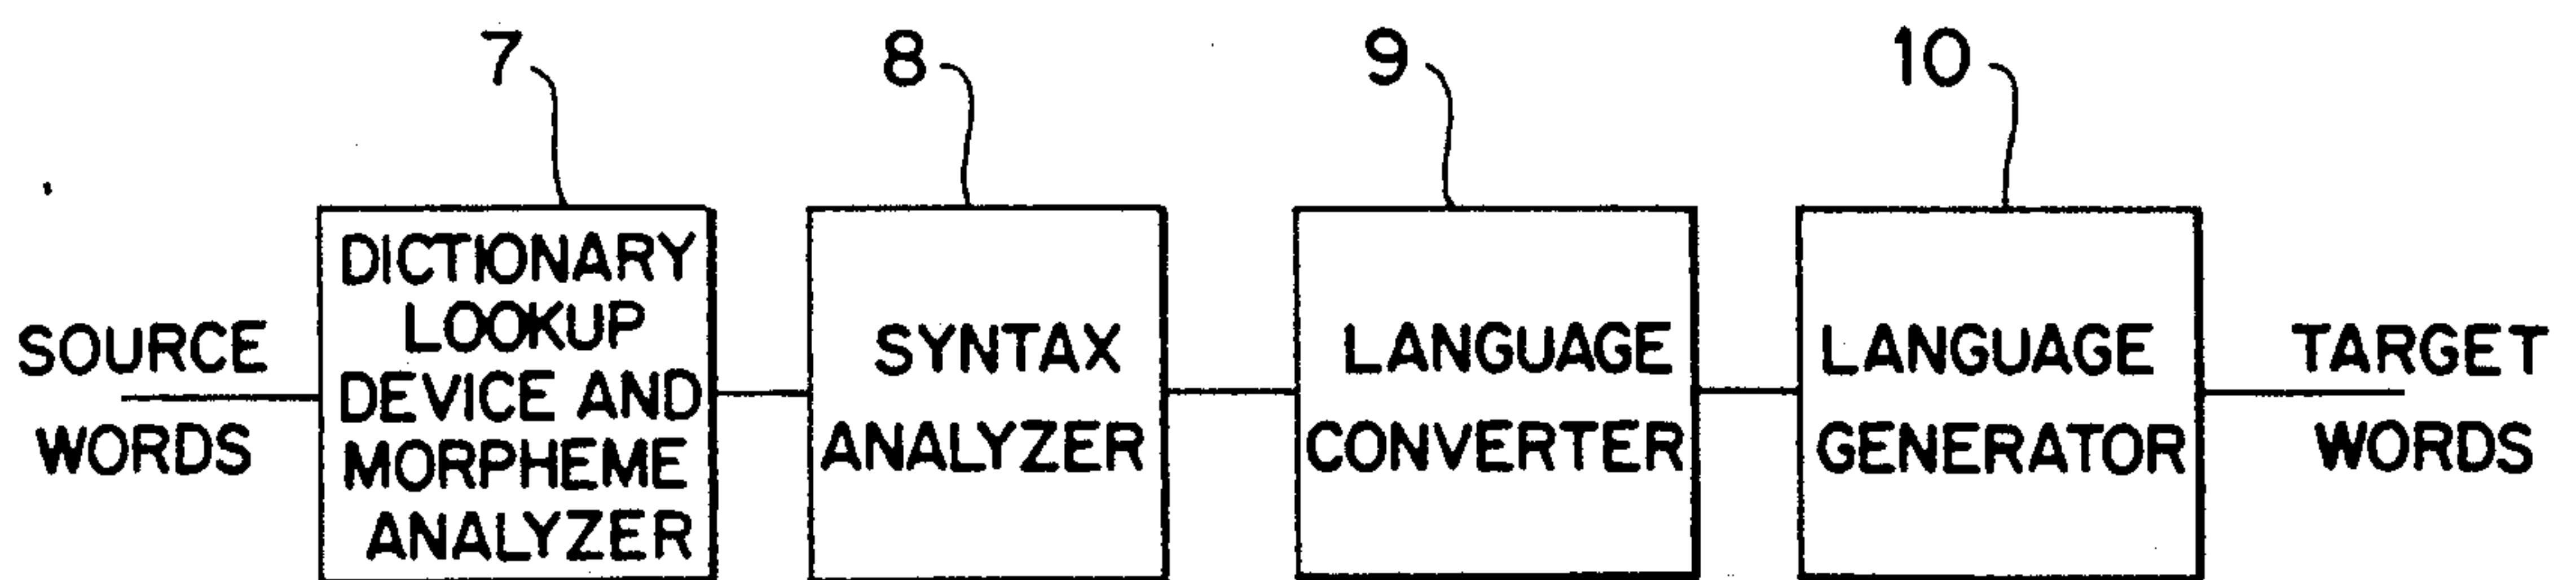 7
8
9
10
SOURCE
WORDS
DICTIONARY
LOOKUP
DEVICE AND
MORPHEME
ANALYZER
SYNTAX
ANALYZER
LANGUAGE
CONVERTER
LANGUAGE
GENERATOR
TARGET
WORDS